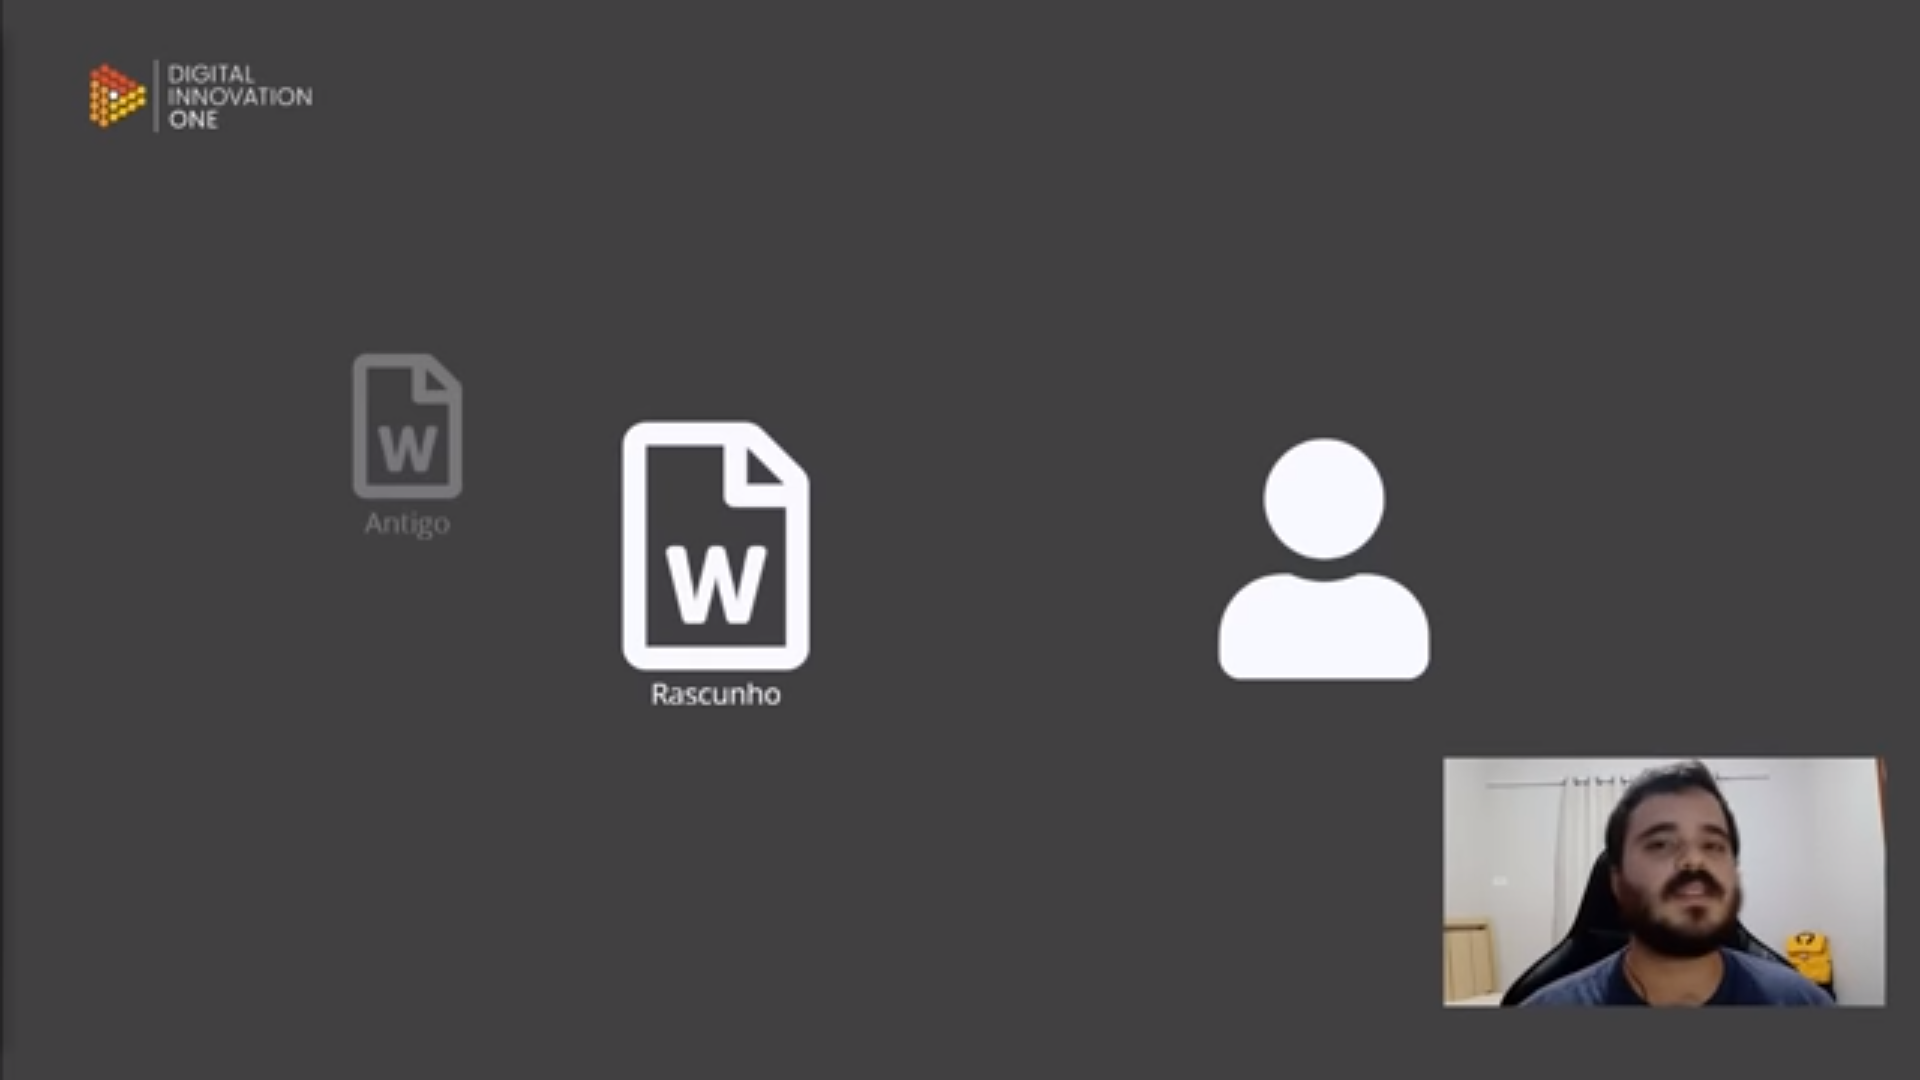 DIGITAL
INNOVATION
ONE
W
Antigo
W
Rascunho